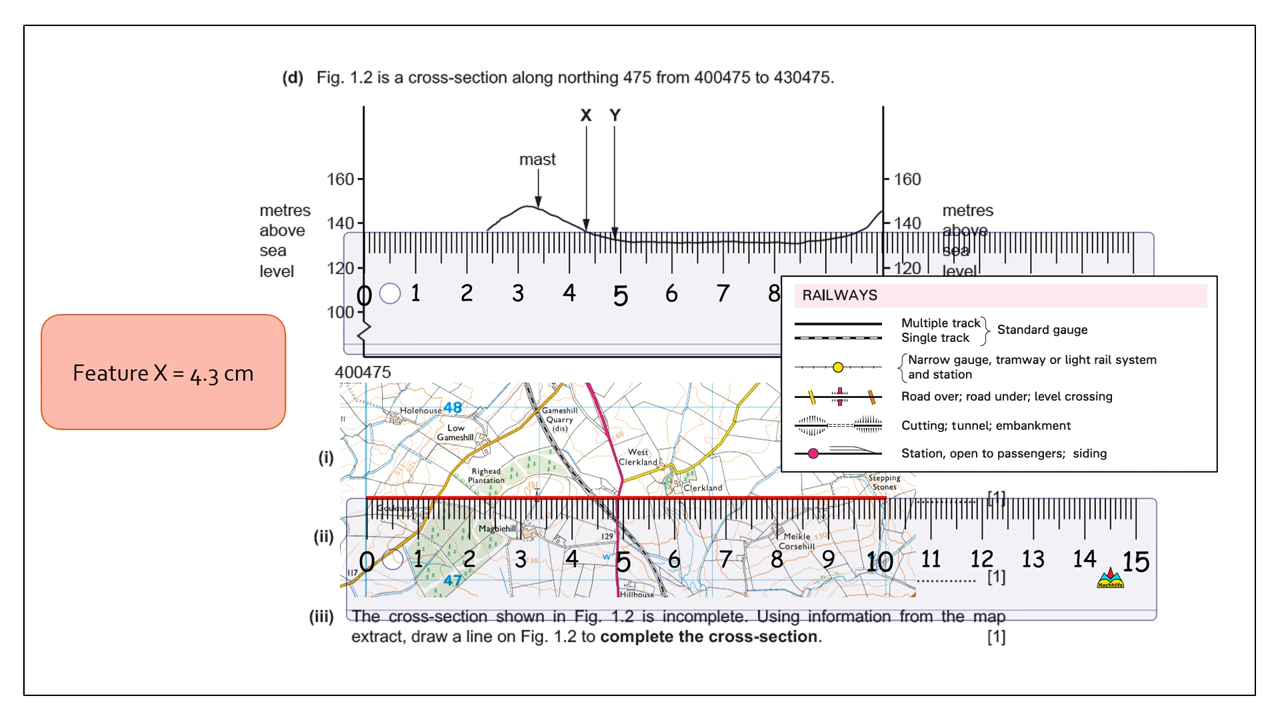 (d) Fig. 1.2 is a cross-section along northing 475 from 400475 to 430475.
X Y
mast
160
140
120
100
metres
above
sea
level
160
140
120
metres
above
sea
level
0 1 2 3 4 5 6 7 8
Feature X = 4.3 cm
RAILWAYS
Multiple track
Single track
Standard gauge
Narrow gauge, tramway or light rail system
and station
Road over; road under; level crossing
Cutting; tunnel; embankment
Station, open to passengers; siding
400475
Holehouse
48
Gameshill
Quarry
(dis)
Low
Gameshill
145
West
Clerkland
Righead
Plantation
151
Clerkland
Stepping
Stones
(i)
[1]
Magbiehill
129
Meikle
Corsehill
130
135
W
(ii)
0 1 2 3 4 5 6 7 8 9 10 11 12 13 14 15
117
47
Hillhouse
[1]
Nachhilfe
(iii) The cross-section shown in Fig. 1.2 is incomplete. Using information from the map
extract, draw a line on Fig. 1.2 to complete the cross-section. [1]